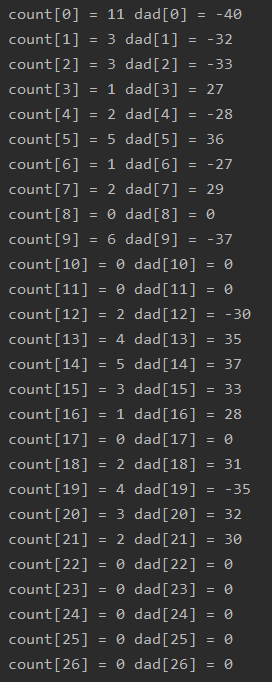 count[0] = 11 dad[0] = -40
count[1] = 3 dad[1] = -32
count[2] = 3 dad[2] = -33
count[3] = 1 dad[3] = 27
count[4] = 2 dad[4] = -28
count[5] = 5 dad[5] = 36
count[6] = 1 dad[6] = -27
count[7] = 2 dad[7] = 29
count[8] = 0 dad[8] = 0
count[9] = 6 dad[9] = -37
count[10] = 0 dad[10] = 0
count[11] = 0 dad[11] = 0
count[12] = 2 dad[12] = -30
count[13] = 4 dad[13] = 35
count[14] = 5 dad[14] = 37
count[15] = 3 dad[15] = 33
count[16] = 1 dad[16] = 28
count[17] = 0 dad[17] = 0
count[18] = 2 dad[18] = 31
count[19] = 4 dad[19] = -35
count[20] = 3 dad[20] = 32
count[21] = 2 dad[21] = 30
count[22] = 0 dad[22] = 0
count[23] = 0 dad[23] = 0
count[24] = 0 dad[24] = 0
count[25] = 0 dad[25] = 0
count[26] = 0 dad[26] = 0